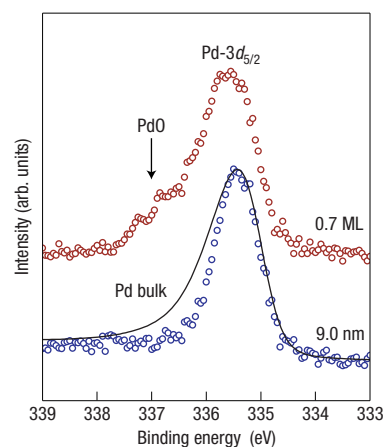 Pd-3d5/2
PdO
0.7 ML
Pd bulk
9.0 nm
Intensity (arb. units)
339 338 337 336 335 334 333
Binding energy (eV)